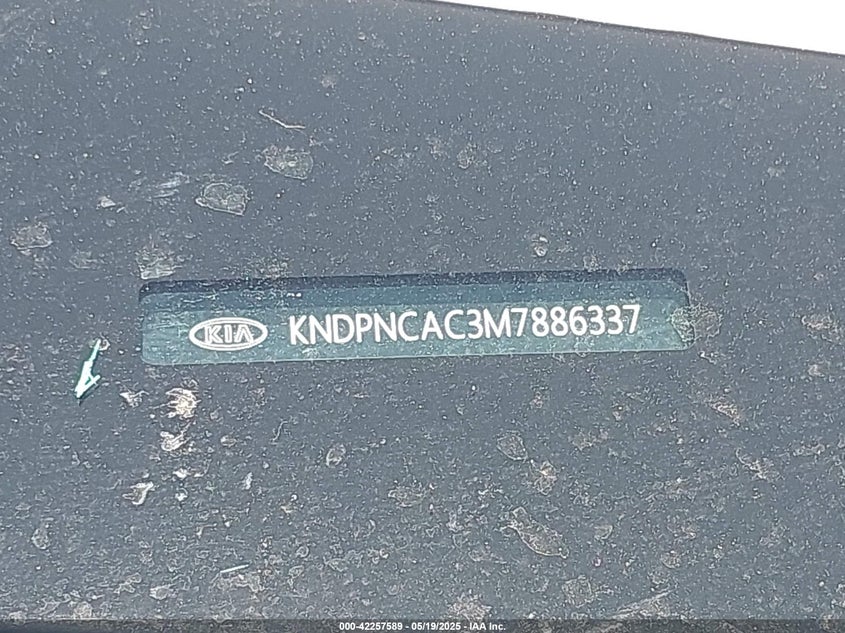 KIA KNDPNCAC3M7886337
000-42257589 - 05/19/2025 - IAA Inc.